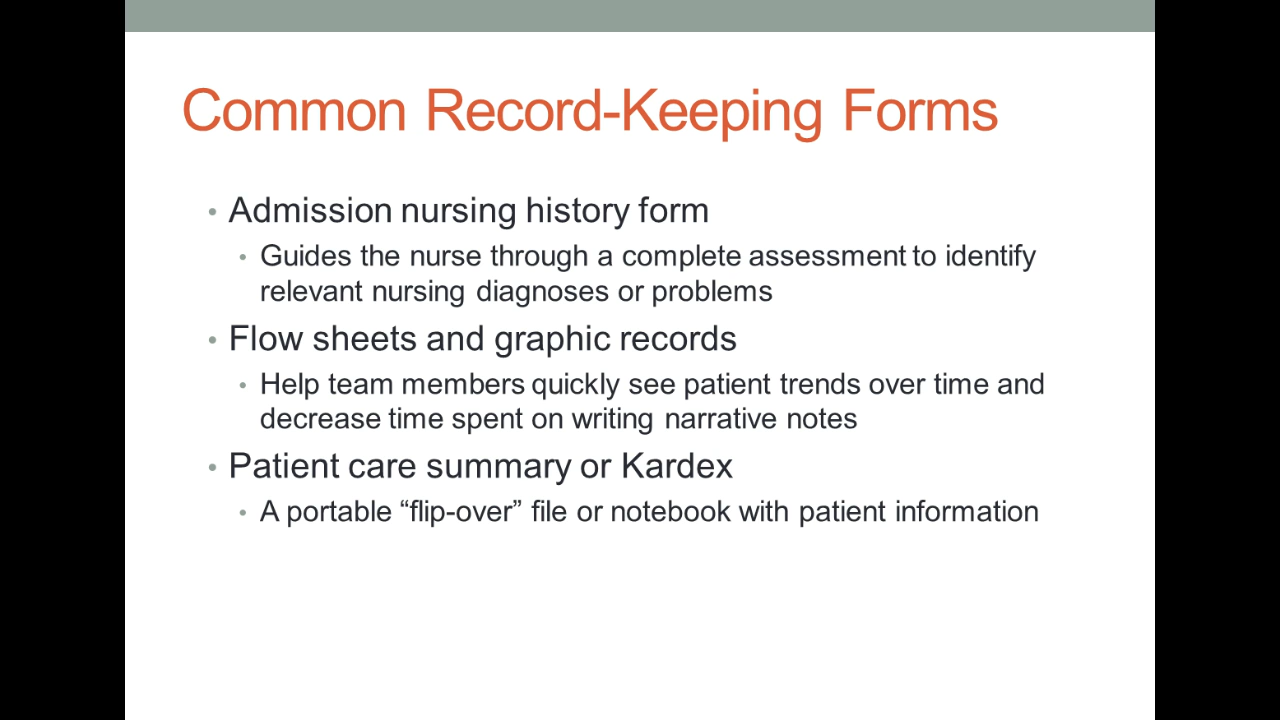 Common Record-Keeping Forms
• Admission nursing history form
• Guides the nurse through a complete assessment to identify
relevant nursing diagnoses or problems
• Flow sheets and graphic records
• Help team members quickly see patient trends over time and
decrease time spent on writing narrative notes
• Patient care summary or Kardex
• A portable “flip-over” file or notebook with patient information